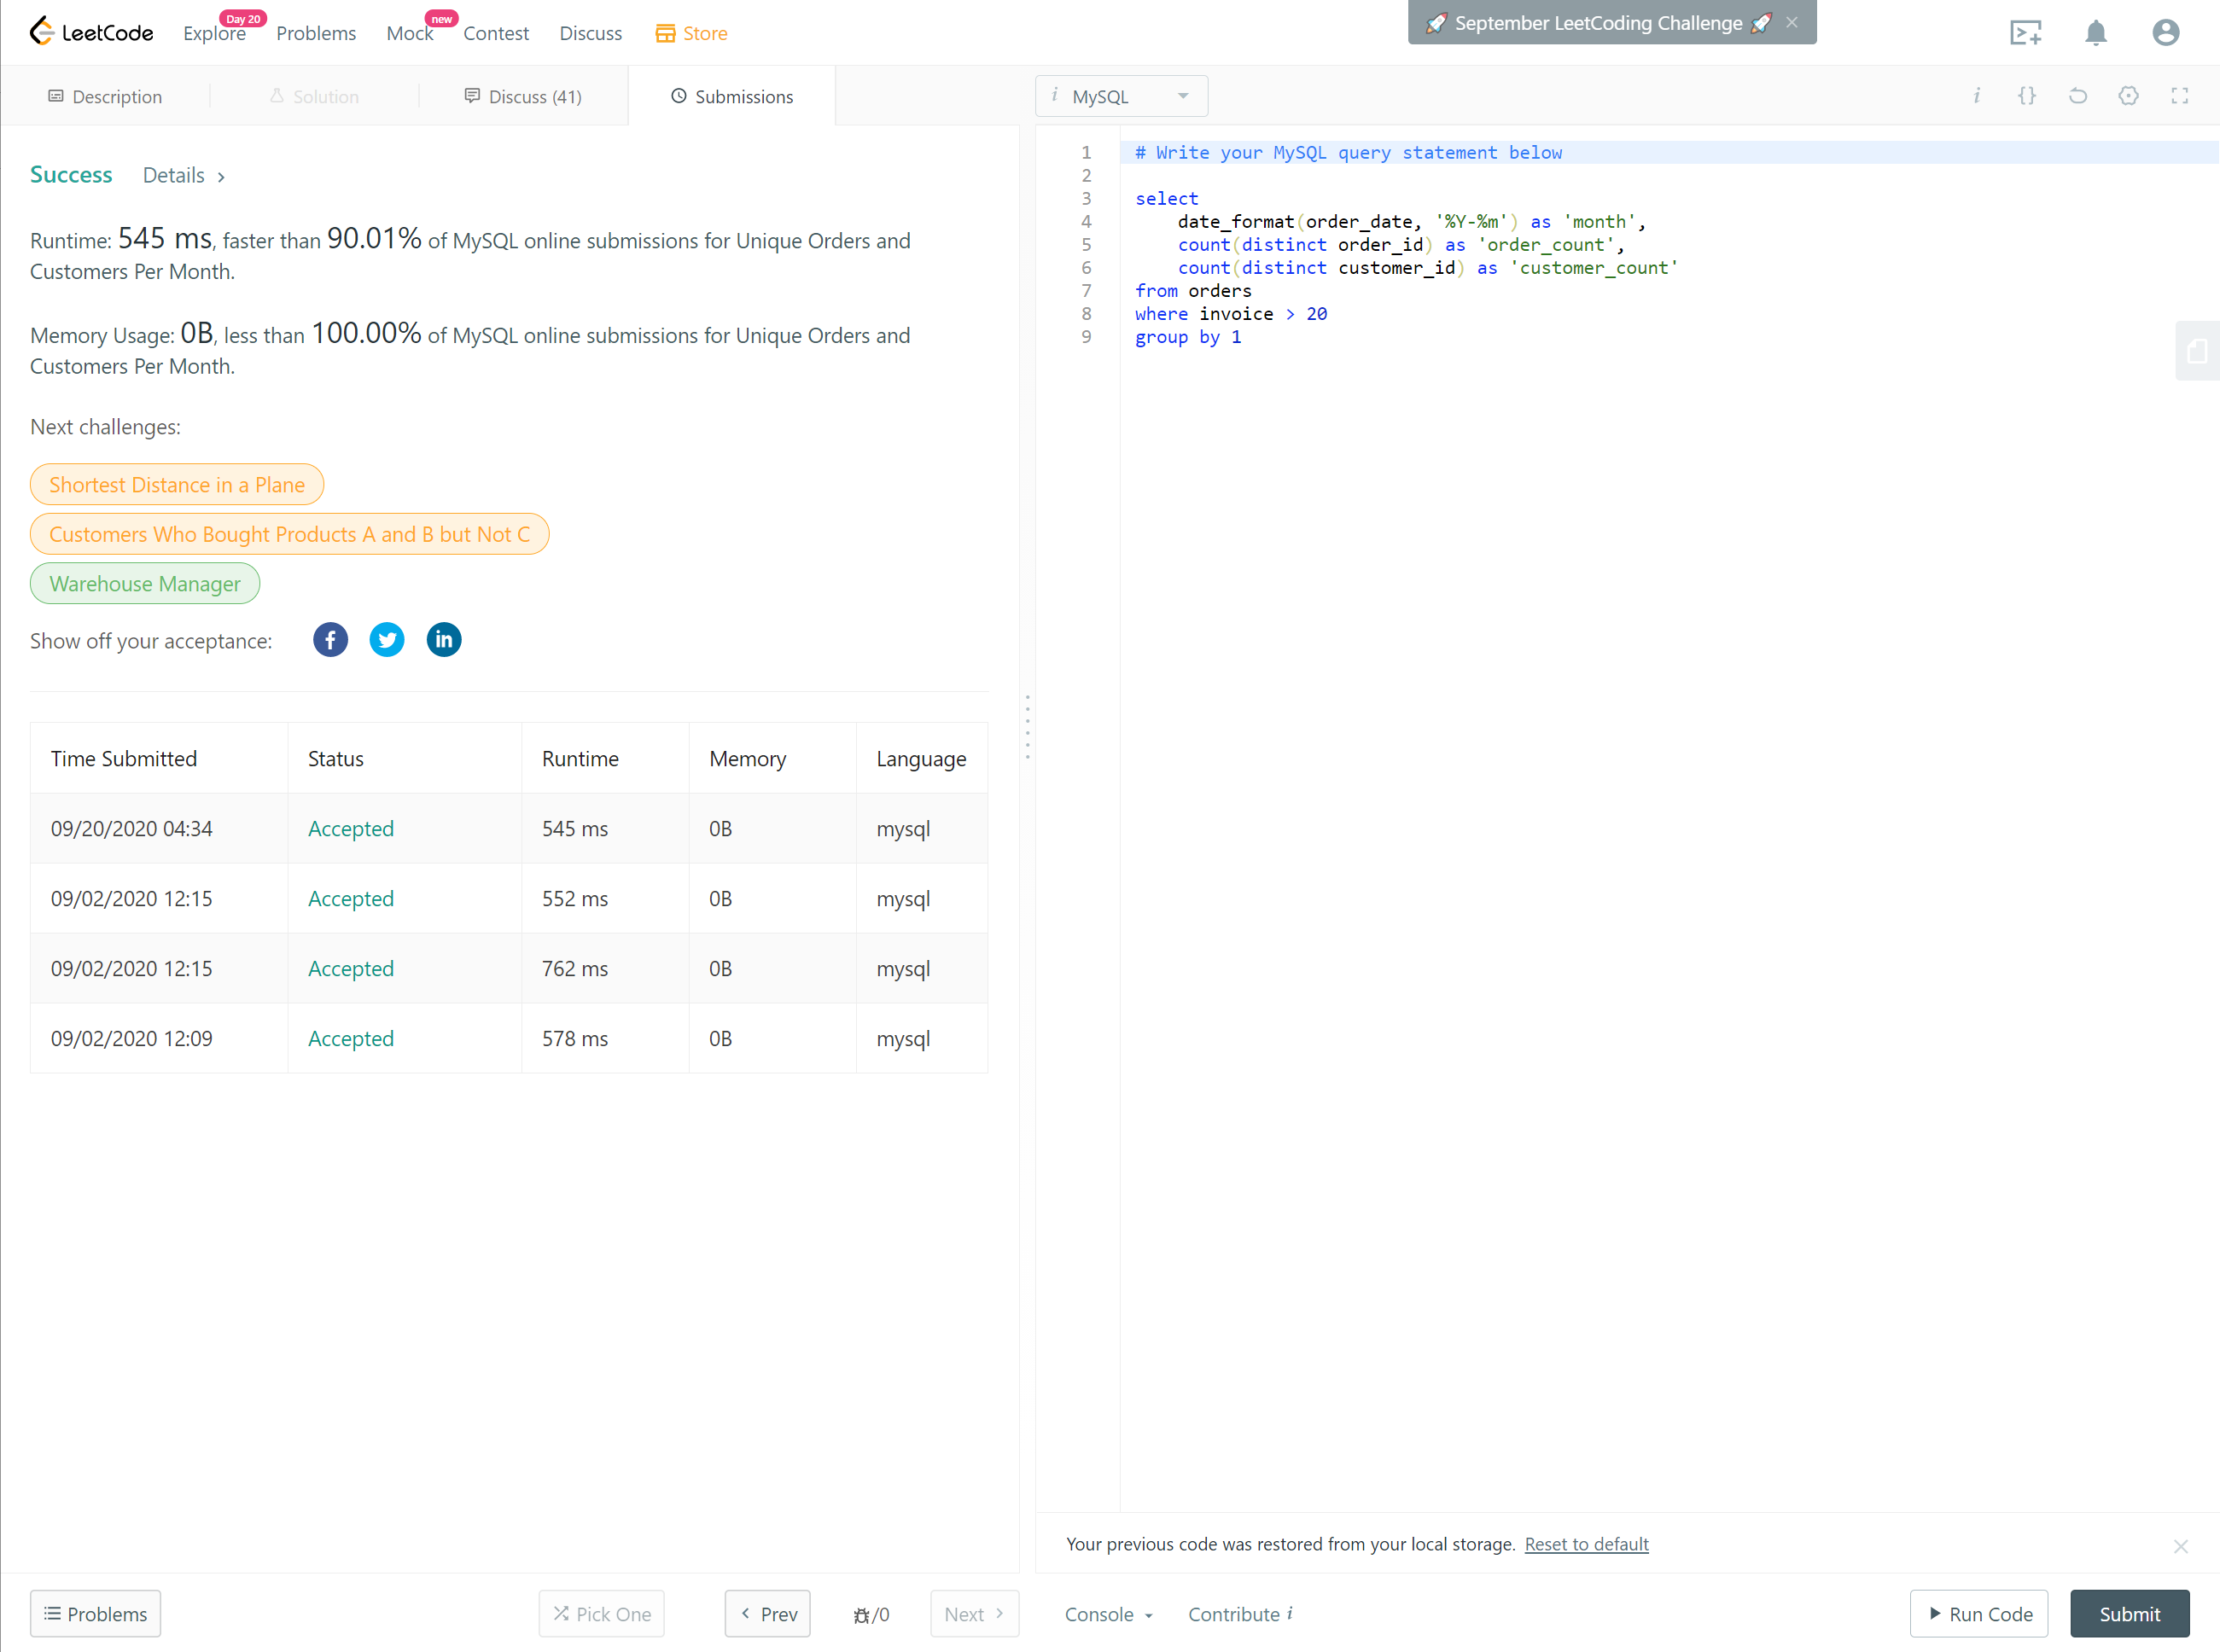 LeetCode
Explore
Day 20
Problems
Mock
new
Contest
Discuss
Store
🚀 September LeetCoding Challenge 🚀
Description
Solution
Discuss (41)
Submissions
i MySQL
Success
Details
Runtime: 545 ms, faster than 90.01% of MySQL online submissions for Unique Orders and
Customers Per Month.
Memory Usage: 0B, less than 100.00% of MySQL online submissions for Unique Orders and
Customers Per Month.
Next challenges:
Shortest Distance in a Plane
Customers Who Bought Products A and B but Not C
Warehouse Manager
Show off your acceptance:
Time Submitted Status Runtime Memory Language
09/20/2020 04:34 Accepted 545 ms 0B mysql
09/02/2020 12:15 Accepted 552 ms 0B mysql
09/02/2020 12:15 Accepted 762 ms 0B mysql
09/02/2020 12:09 Accepted 578 ms 0B mysql
1 # Write your MySQL query statement below
2
3 select
4 date_format(order_date, '%Y-%m') as 'month',
5 count(distinct order_id) as 'order_count',
6 count(distinct customer_id) as 'customer_count'
7 from orders
8 where invoice > 20
9 group by 1
Your previous code was restored from your local storage. Reset to default
Problems
Pick One
Prev
/0
Next
Console
Contribute i
Run Code
Submit